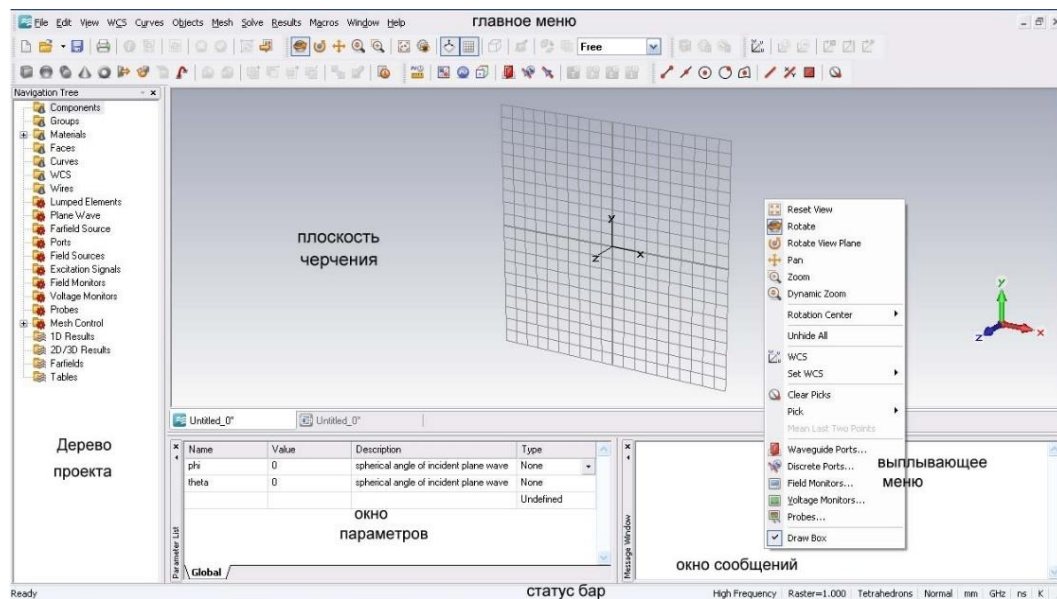 File Edit View WCS Curves Objects Mesh Solve Results Macros Window Help
главное меню
Free
Navigation Tree
Components
Groups
Materials
Faces
Curves
WCS
Wires
Lumped Elements
Plane Wave
Farfield Source
Ports
Field Sources
Excitation Signals
Field Monitors
Voltage Monitors
Probes
Mesh Control
1D Results
2D/3D Results
Farfields
Tables
Дерево
проекта
плоскость
черчения
y
x
z
y
x
z
Reset View
Rotate
Rotate View Plane
Pan
Zoom
Dynamic Zoom
Rotation Center
Unhide All
WCS
Set WCS
Clear Picks
Pick
Mean Last Two Points
Waveguide Ports...
Discrete Ports...
Field Monitors...
Voltage Monitors...
Probes...
Draw Box
выплывающее
меню
Untitled_0*
Untitled_0*
Name Value Description Type
phi 0 spherical angle of incident plane wave None
theta 0 spherical angle of incident plane wave None
Undefined
окно
параметров
Parameter List
Global
Message Window
окно сообщений
Ready
статус бар
High Frequency Raster=1.000 Tetrahedrons Normal mm GHz ns K